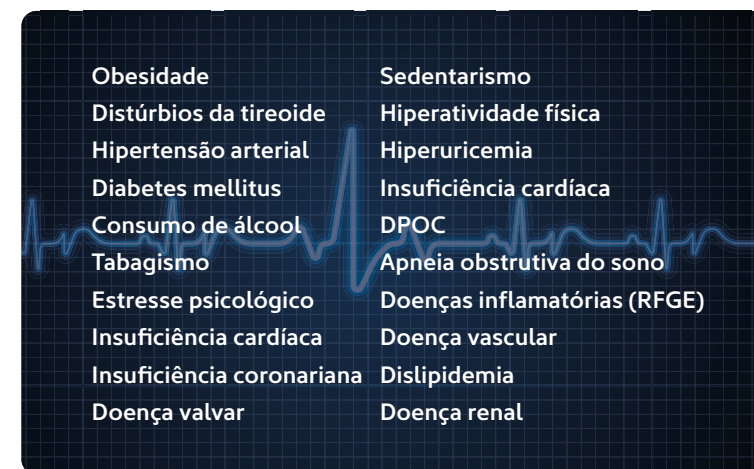 Obesidade
Distúrbios da tireoide
Hipertensão arterial
Diabetes mellitus
Consumo de álcool
Tabagismo
Estresse psicológico
Insuficiência cardíaca
Insuficiência coronariana
Doença valvar
Sedentarismo
Hiperatividade física
Hiperuricemia
Insuficiência cardíaca
DPOC
Apneia obstrutiva do sono
Doenças inflamatórias (RFGE)
Doença vascular
Dislipidemia
Doença renal